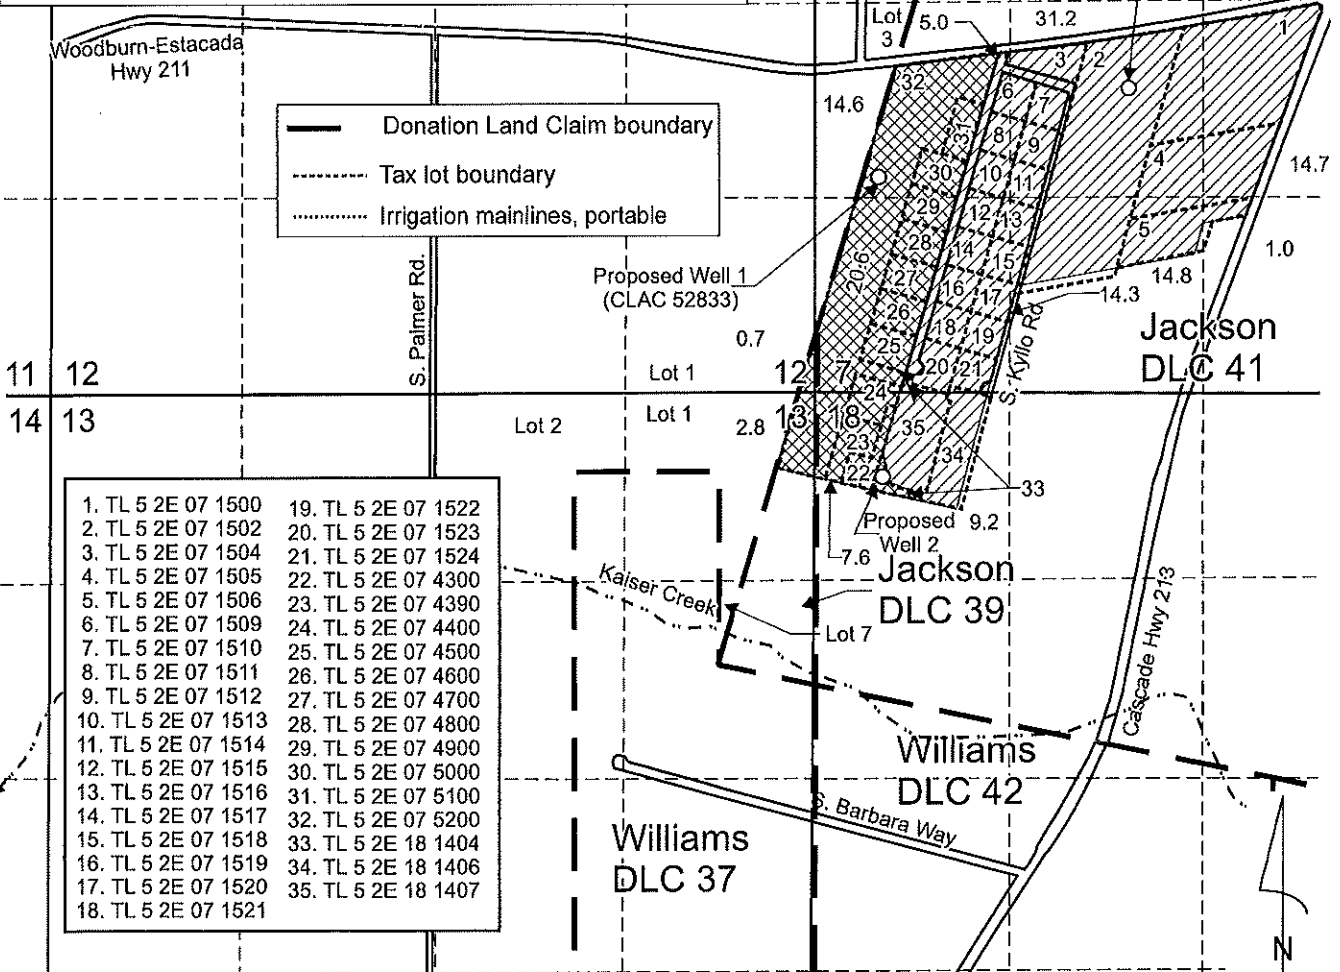 Lot
3
5.0
31.2
1
Woodburn-Estacada
Hwy 211
3
2
32
6
7
14.6
Donation Land Claim boundary
Tax lot boundary
Irrigation mainlines, portable
31
8
9
4
14.7
30
10
11
29
12
13
5
28
14
1.0
S. Palmer Rd.
Proposed Well 1
(CLAC 52833)
20.6
27
15
14.8
16
17
14.3
26
18
19
S. Kyllo Rd
Jackson
DLC 41
0.7
25
11
12
Lot 1
12
7
20
21
24
14
13
Lot 2
Lot 1
2.8
13
18
35
23
34
22
33
Proposed
Well 2
9.2
7.6
1. TL 5 2E 07 1500
2. TL 5 2E 07 1502
3. TL 5 2E 07 1504
4. TL 5 2E 07 1505
5. TL 5 2E 07 1506
6. TL 5 2E 07 1509
7. TL 5 2E 07 1510
8. TL 5 2E 07 1511
9. TL 5 2E 07 1512
10. TL 5 2E 07 1513
11. TL 5 2E 07 1514
12. TL 5 2E 07 1515
13. TL 5 2E 07 1516
14. TL 5 2E 07 1517
15. TL 5 2E 07 1518
16. TL 5 2E 07 1519
17. TL 5 2E 07 1520
18. TL 5 2E 07 1521
19. TL 5 2E 07 1522
20. TL 5 2E 07 1523
21. TL 5 2E 07 1524
22. TL 5 2E 07 4300
23. TL 5 2E 07 4390
24. TL 5 2E 07 4400
25. TL 5 2E 07 4500
26. TL 5 2E 07 4600
27. TL 5 2E 07 4700
28. TL 5 2E 07 4800
29. TL 5 2E 07 4900
30. TL 5 2E 07 5000
31. TL 5 2E 07 5100
32. TL 5 2E 07 5200
33. TL 5 2E 18 1404
34. TL 5 2E 18 1406
35. TL 5 2E 18 1407
Kaiser Creek
Jackson
DLC 39
Lot 7
Cascade Hwy 213
Williams
DLC 42
S. Barbara Way
Williams
DLC 37
N